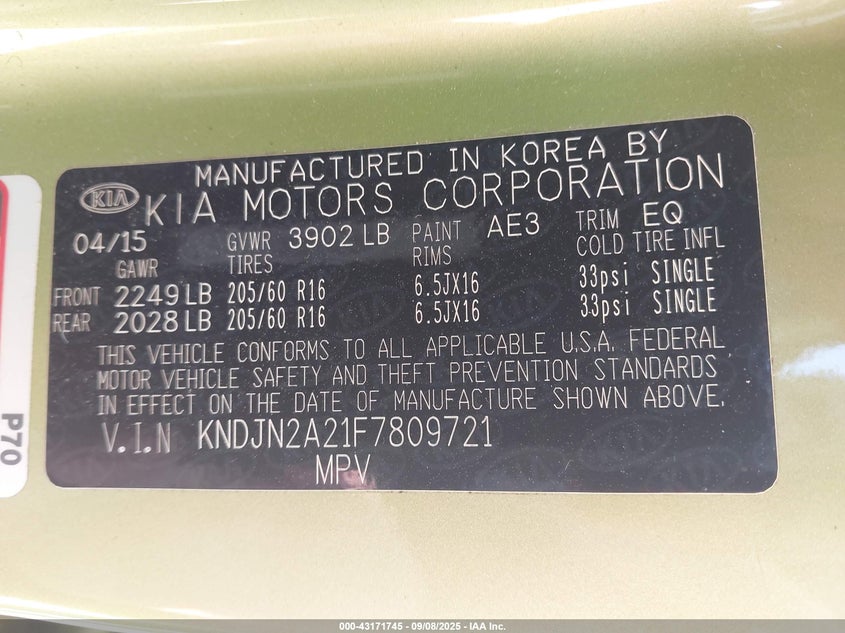 MANUFACTURED IN KOREA BY
KIA KIA MOTORS CORPORATION
04/15 GVWR 3902 LB PAINT AE3 TRIM EQ
GAWR TIRES RIMS COLD TIRE INFL
FRONT 2249 LB 205/60 R16 6.5JX16 33psi SINGLE
REAR 2028 LB 205/60 R16 6.5JX16 33psi SINGLE
THIS VEHICLE CONFORMS TO ALL APPLICABLE U.S.A. FEDERAL
MOTOR VEHICLE SAFETY AND THEFT PREVENTION STANDARDS
IN EFFECT ON THE DATE OF MANUFACTURE SHOWN ABOVE.
V.I.N KNDJN2A21F7809721
MPV
P70
000-43171745 - 09/08/2025 - IAA Inc.